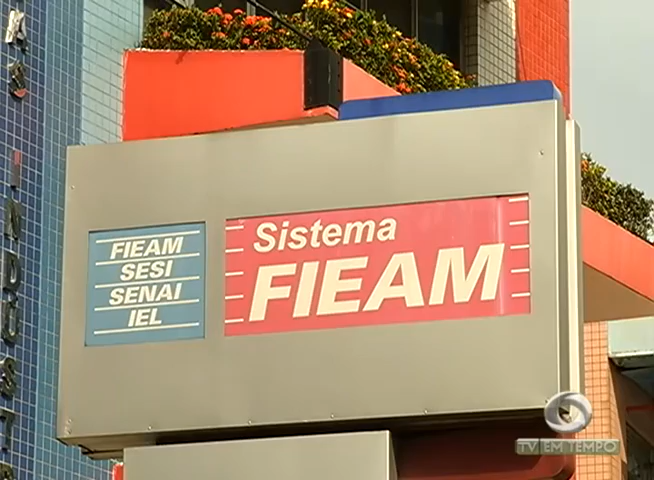 FIEAM
SESI
SENAI
IEL
Sistema
FIEAM
TV EM TEMPO